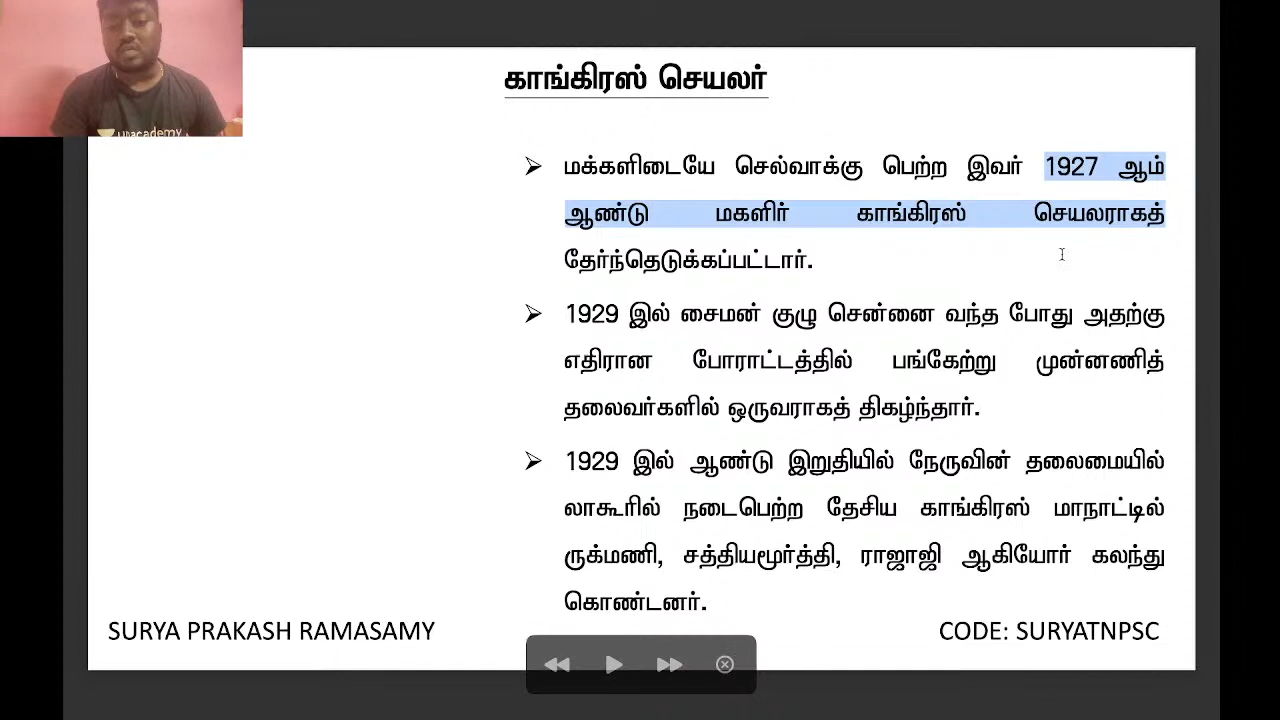 unacademy
காங்கிரஸ் செயலர்
➢ மக்களிடையே செல்வாக்கு பெற்ற இவர் 1927 ஆம்
ஆண்டு மகளிர் காங்கிரஸ் செயலராகத்
தேர்ந்தெடுக்கப்பட்டார்.
➢ 1929 இல் சைமன் குழு சென்னை வந்த போது அதற்கு
எதிரான போராட்டத்தில் பங்கேற்று முன்னணித்
தலைவர்களில் ஒருவராகத் திகழ்ந்தார்.
➢ 1929 இல் ஆண்டு இறுதியில் நேருவின் தலைமையில்
லாகூரில் நடைபெற்ற தேசிய காங்கிரஸ் மாநாட்டில்
ருக்மணி, சத்தியமூர்த்தி, ராஜாஜி ஆகியோர் கலந்து
கொண்டனர்.
SURYA PRAKASH RAMASAMY
CODE: SURYATNPSC